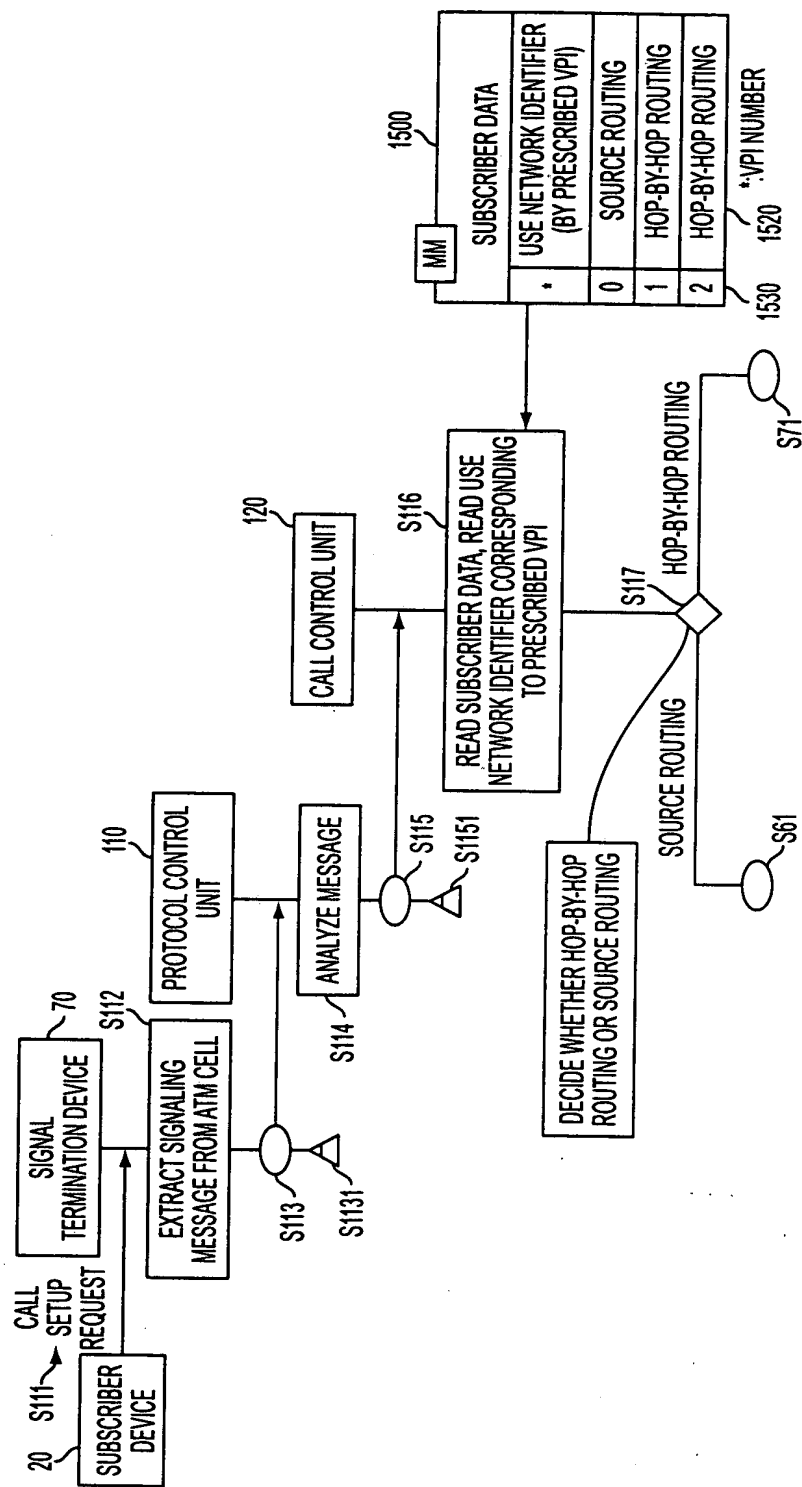 20
SUBSCRIBER
DEVICE
S111
CALL
SETUP
REQUEST
70
SIGNAL
TERMINATION DEVICE
S112
EXTRACT SIGNALING
MESSAGE FROM ATM CELL
S113
S1131
110
PROTOCOL CONTROL
UNIT
ANALYZE MESSAGE
S114
S115
S1151
120
CALL CONTROL UNIT
S116
READ SUBSCRIBER DATA, READ USE
NETWORK IDENTIFIER CORRESPONDING
TO PRESCRIBED VPI
S117
DECIDE WHETHER HOP-BY-HOP
ROUTING OR SOURCE ROUTING
SOURCE ROUTING
HOP-BY-HOP ROUTING
S61
S71
MM
1500
SUBSCRIBER DATA
* USE NETWORK IDENTIFIER
(BY PRESCRIBED VPI)
0 SOURCE ROUTING
1 HOP-BY-HOP ROUTING
2 HOP-BY-HOP ROUTING
1530
1520
*:VPI NUMBER